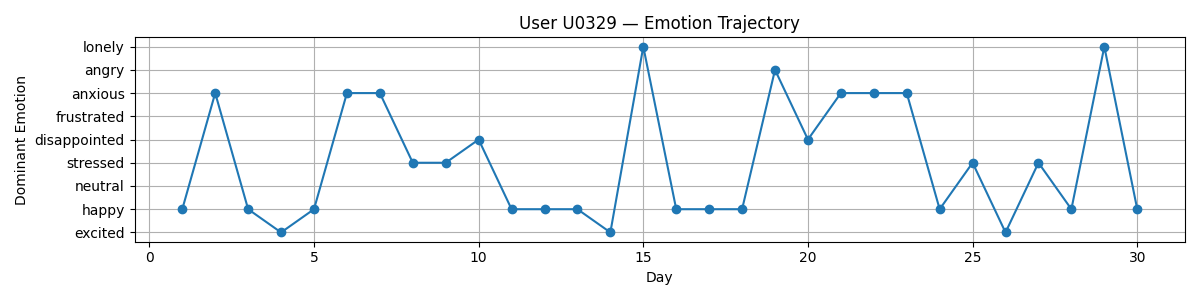 User U0329 — Emotion Trajectory
Dominant Emotion
lonely
angry
anxious
frustrated
disappointed
stressed
neutral
happy
excited
0 5 10 15 20 25 30
Day